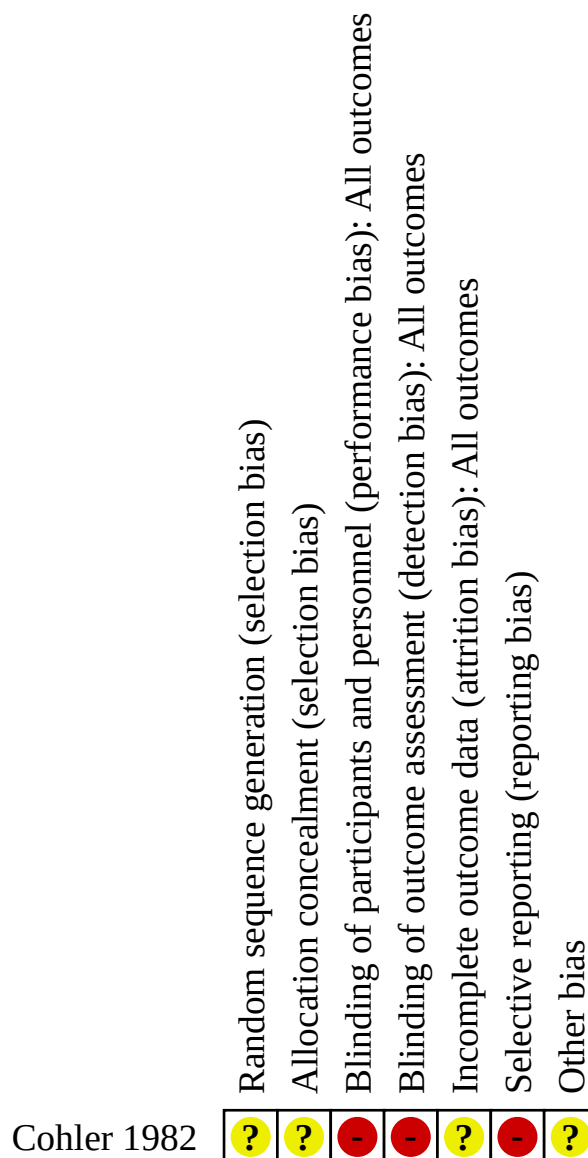 Random sequence generation (selection bias)
Allocation concealment (selection bias)
Blinding of participants and personnel (performance bias): All outcomes
Blinding of outcome assessment (detection bias): All outcomes
Incomplete outcome data (attrition bias): All outcomes
Selective reporting (reporting bias)
Other bias
Cohler 1982 ? ? - - ? - ?